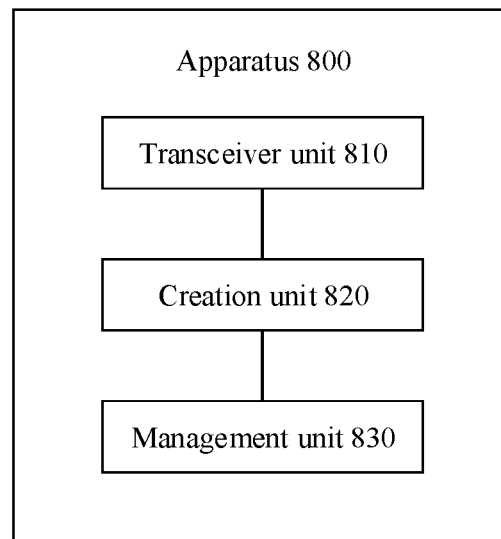 Apparatus 800
Transceiver unit 810
Creation unit 820
Management unit 830